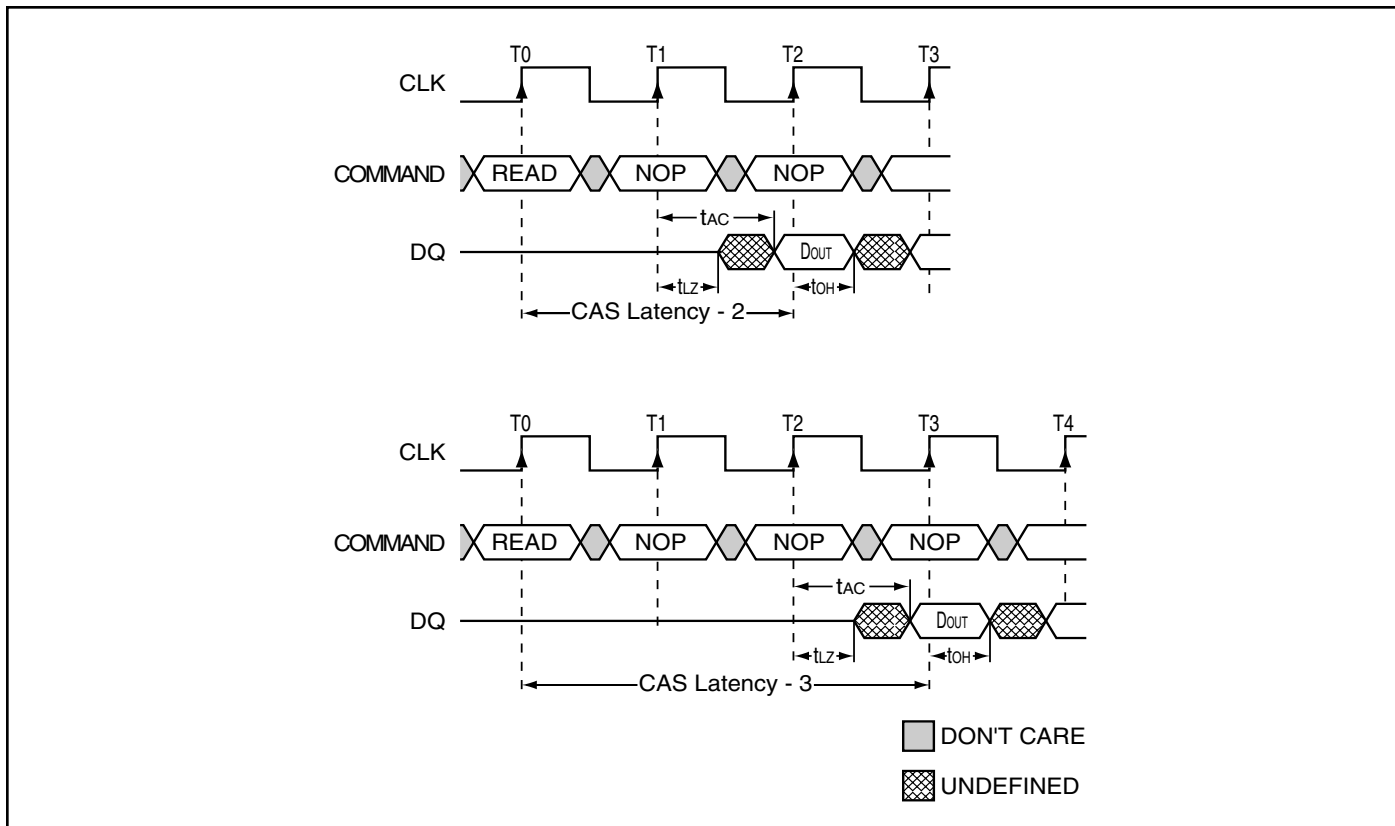 T0 T1 T2 T3
CLK
COMMAND READ NOP NOP
tAC
DQ DOUT
tLZ tOH
CAS Latency - 2
T0 T1 T2 T3 T4
CLK
COMMAND READ NOP NOP NOP
tAC
DQ DOUT
tLZ tOH
CAS Latency - 3
DON'T CARE
UNDEFINED